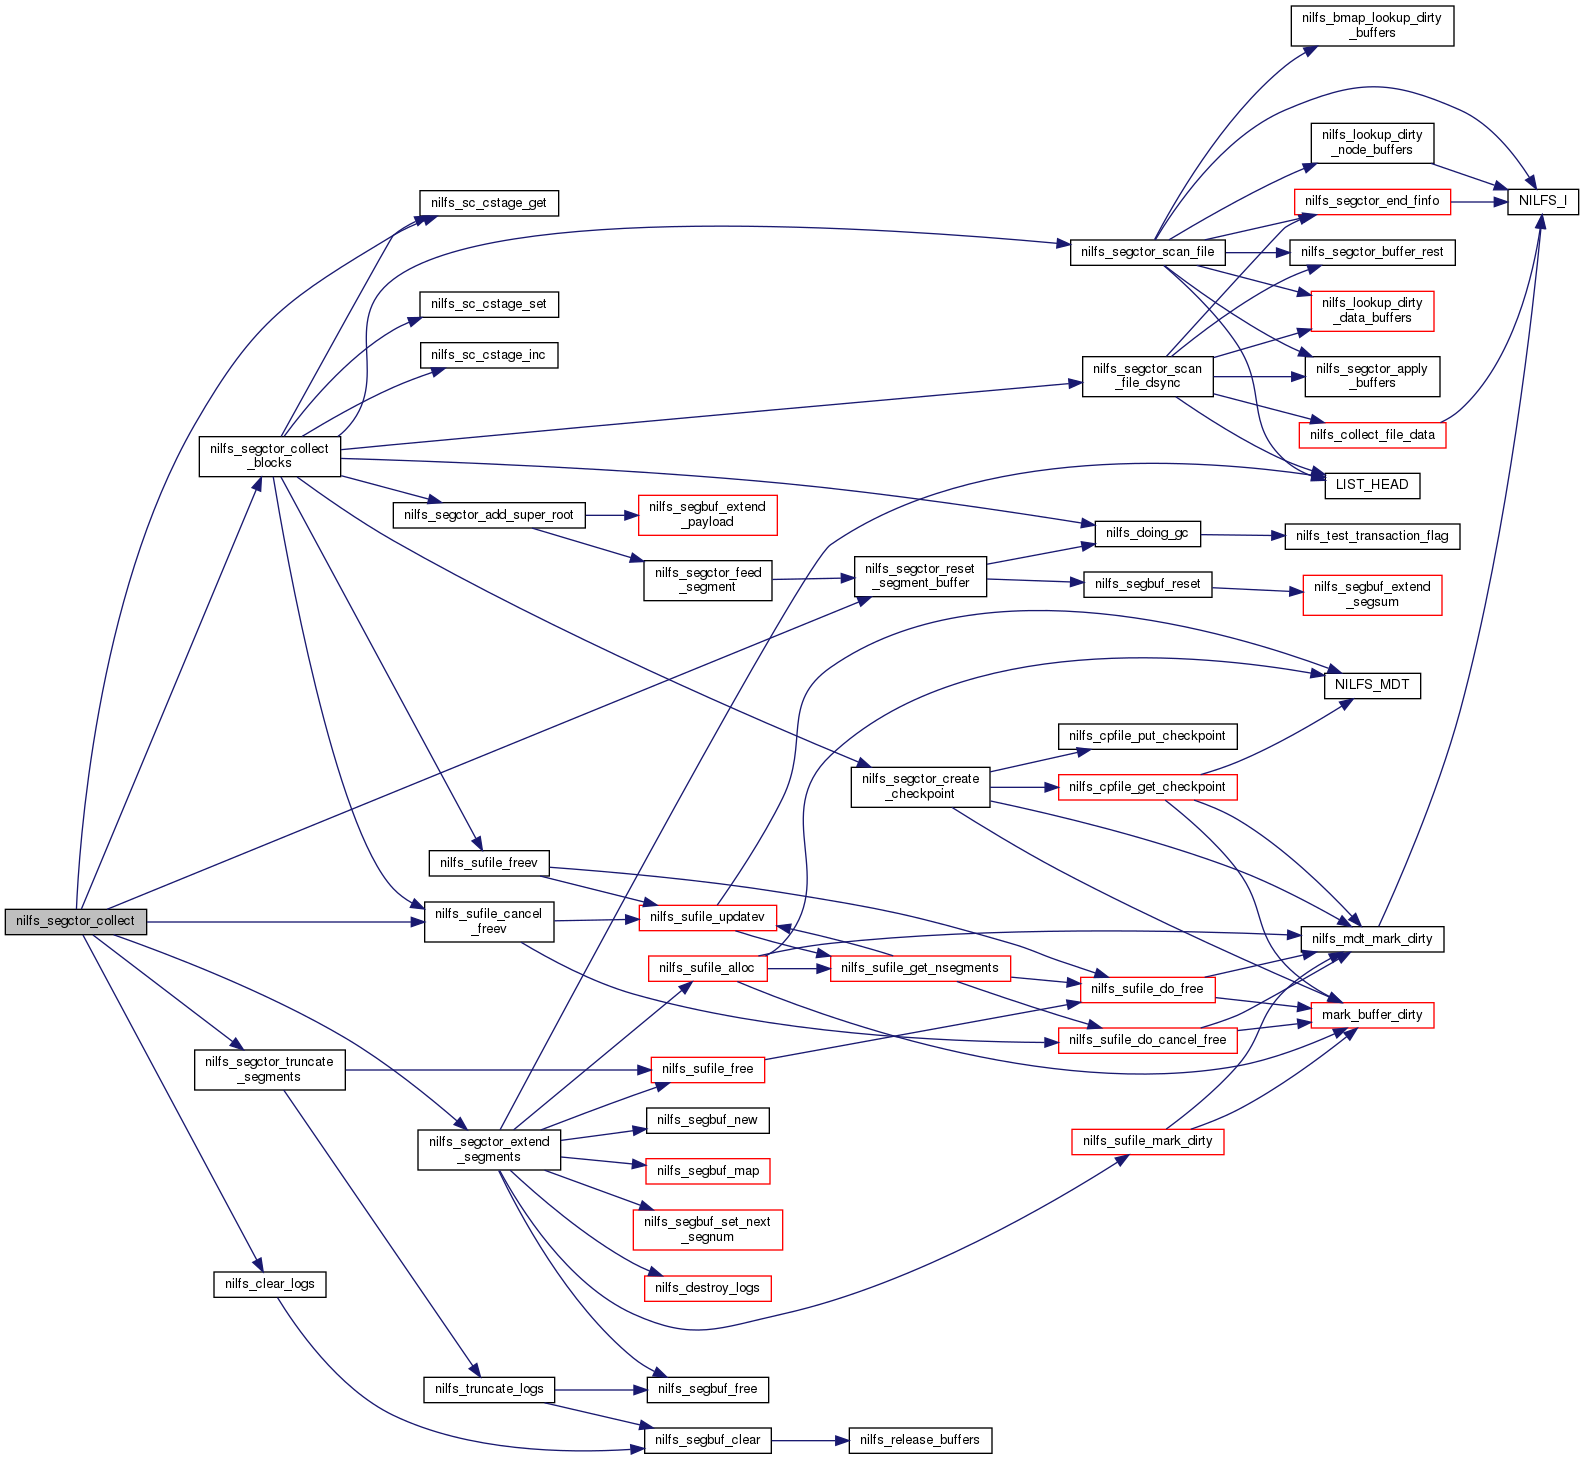 nilfs_bmap_lookup_dirty
_buffers
nilfs_lookup_dirty
_node_buffers
nilfs_sc_cstage_get
nilfs_segctor_end_finfo
NILFS_I
nilfs_segctor_scan_file
nilfs_segctor_buffer_rest
nilfs_sc_cstage_set
nilfs_lookup_dirty
_data_buffers
nilfs_sc_cstage_inc
nilfs_segctor_scan
_file_dsync
nilfs_segctor_apply
_buffers
nilfs_collect_file_data
nilfs_segctor_collect
_blocks
LIST_HEAD
nilfs_segctor_add_super_root
nilfs_segbuf_extend
_payload
nilfs_doing_gc
nilfs_test_transaction_flag
nilfs_segctor_feed
_segment
nilfs_segctor_reset
_segment_buffer
nilfs_segbuf_reset
nilfs_segbuf_extend
_segsum
NILFS_MDT
nilfs_cpfile_put_checkpoint
nilfs_segctor_create
_checkpoint
nilfs_cpfile_get_checkpoint
nilfs_sufile_freev
nilfs_segctor_collect
nilfs_sufile_cancel
_freev
nilfs_sufile_updatev
nilfs_mdt_mark_dirty
nilfs_sufile_alloc
nilfs_sufile_get_nsegments
nilfs_sufile_do_free
mark_buffer_dirty
nilfs_sufile_do_cancel_free
nilfs_segctor_truncate
_segments
nilfs_sufile_free
nilfs_segbuf_new
nilfs_segctor_extend
_segments
nilfs_sufile_mark_dirty
nilfs_segbuf_map
nilfs_segbuf_set_next
_segnum
nilfs_clear_logs
nilfs_destroy_logs
nilfs_truncate_logs
nilfs_segbuf_free
nilfs_segbuf_clear
nilfs_release_buffers